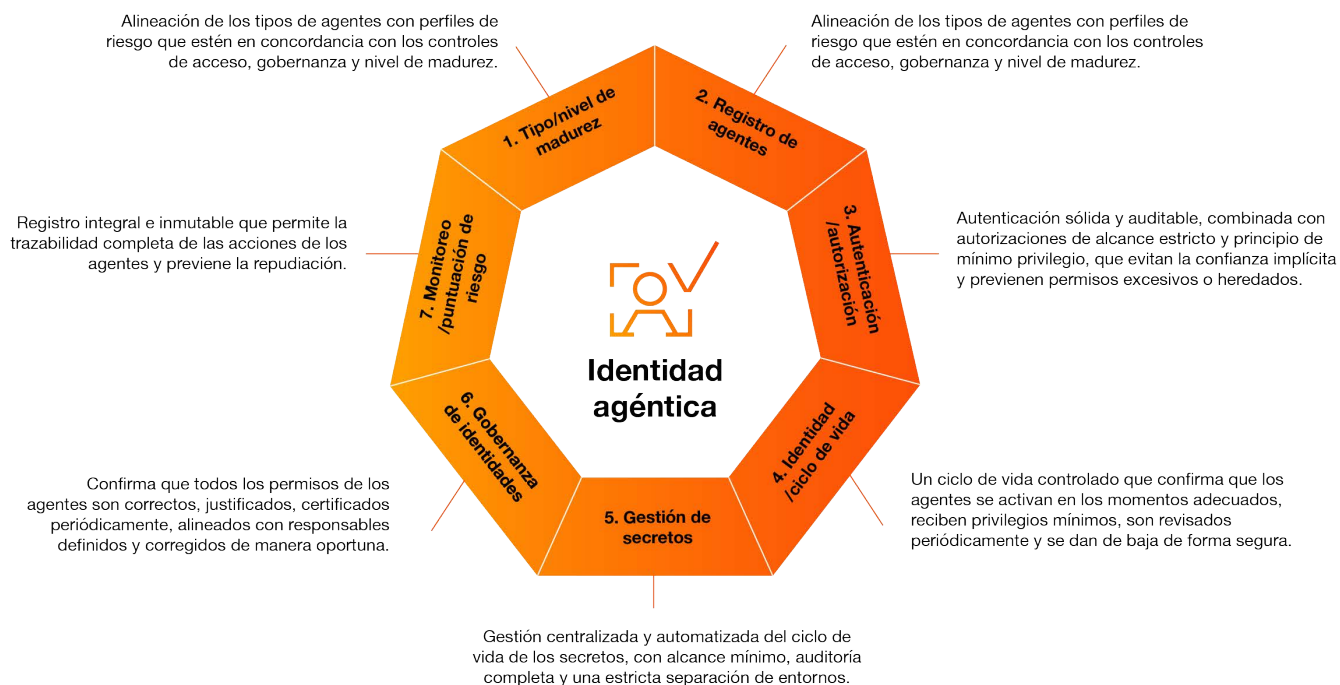 Alineación de los tipos de agentes con perfiles de
riesgo que estén en concordancia con los controles
de acceso, gobernanza y nivel de madurez.
Alineación de los tipos de agentes con perfiles de
riesgo que estén en concordancia con los controles
de acceso, gobernanza y nivel de madurez.
1. Tipo/nivel de
madurez
2. Registro de
agentes
Registro integral e inmutable que permite la
trazabilidad completa de las acciones de los
agentes y previene la repudiación.
7. Monitoreo
/puntuación de
riesgo
3. Autenticación
/autorización
Autenticación sólida y auditable, combinada con
autorizaciones de alcance estricto y principio de
mínimo privilegio, que evitan la confianza implícita
y previenen permisos excesivos o heredados.
Identidad
agéntica
6. Gobernanza
de identidades
4. Identidad
/ciclo de vida
Confirma que todos los permisos de los
agentes son correctos, justificados, certificados
periódicamente, alineados con responsables
definidos y corregidos de manera oportuna.
5. Gestión de
secretos
Un ciclo de vida controlado que confirma que los
agentes se activan en los momentos adecuados,
reciben privilegios mínimos, son revisados
periódicamente y se dan de baja de forma segura.
Gestión centralizada y automatizada del ciclo de
vida de los secretos, con alcance mínimo, auditoría
completa y una estricta separación de entornos.